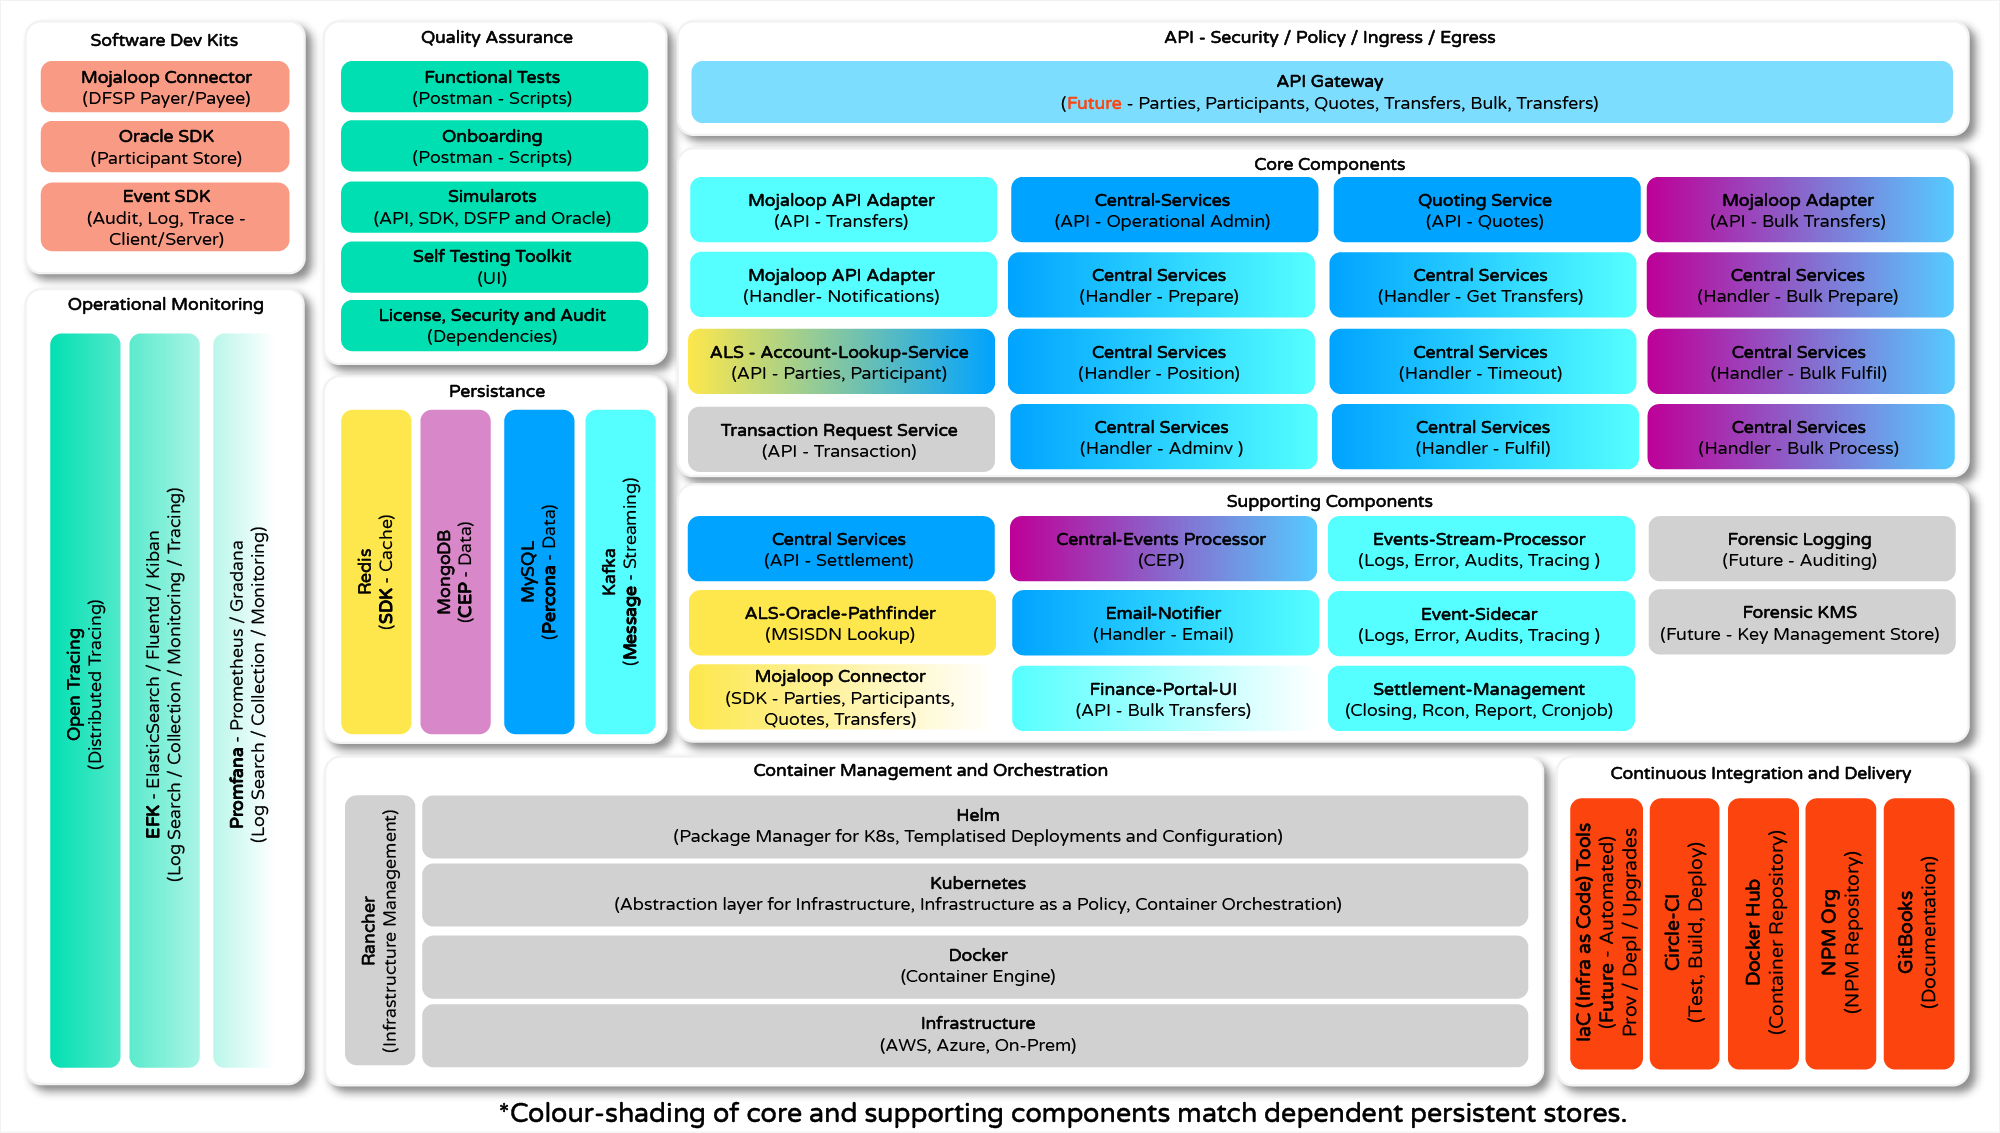 Software Dev Kits
Mojaloop Connector
(DFSP Payer/Payee)
Oracle SDK
(Participant Store)
Event SDK
(Audit, Log, Trace -
Client/Server)
Operational Monitoring
Open Tracing
(Distributed Tracing)
EFK - ElasticSearch / Fluentd / Kiban
(Log Search / Collection / Monitoring / Tracing)
Promfana - Prometheus / Gradana
(Log Search / Collection / Monitoring)
Quality Assurance
Functional Tests
(Postman - Scripts)
Onboarding
(Postman - Scripts)
Simularots
(API, SDK, DSFP and Oracle)
Self Testing Toolkit
(UI)
License, Security and Audit
(Dependencies)
Persistance
Redis
(SDK - Cache)
MongoDB
(CEP - Data)
MySQL
(Percona - Data)
Kafka
(Message - Streaming)
API - Security / Policy / Ingress / Egress
API Gateway
(Future - Parties, Participants, Quotes, Transfers, Bulk, Transfers)
Core Components
Mojaloop API Adapter
(API - Transfers)
Central-Services
(API - Operational Admin)
Quoting Service
(API - Quotes)
Mojaloop Adapter
(API - Bulk Transfers)
Mojaloop API Adapter
(Handler- Notifications)
Central Services
(Handler - Prepare)
Central Services
(Handler - Get Transfers)
Central Services
(Handler - Bulk Prepare)
ALS - Account-Lookup-Service
(API - Parties, Participant)
Central Services
(Handler - Position)
Central Services
(Handler - Timeout)
Central Services
(Handler - Bulk Fulfil)
Transaction Request Service
(API - Transaction)
Central Services
(Handler - Adminv )
Central Services
(Handler - Fulfil)
Central Services
(Handler - Bulk Process)
Supporting Components
Central Services
(API - Settlement)
Central-Events Processor
(CEP)
Events-Stream-Processor
(Logs, Error, Audits, Tracing )
Forensic Logging
(Future - Auditing)
ALS-Oracle-Pathfinder
(MSISDN Lookup)
Email-Notifier
(Handler - Email)
Event-Sidecar
(Logs, Error, Audits, Tracing )
Forensic KMS
(Future - Key Management Store)
Mojaloop Connector
(SDK - Parties, Participants,
Quotes, Transfers)
Finance-Portal-UI
(API - Bulk Transfers)
Settlement-Management
(Closing, Rcon, Report, Cronjob)
Container Management and Orchestration
Rancher
(Infrastructure Management)
Helm
(Package Manager for K8s, Templatised Deployments and Configuration)
Kubernetes
(Abstraction layer for Infrastructure, Infrastructure as a Policy, Container Orchestration)
Docker
(Container Engine)
Infrastructure
(AWS, Azure, On-Prem)
Continuous Integration and Delivery
IaC (Infra as Code) Tools
(Future - Automated)
Prov / Depl / Upgrades
Circle-CI
(Test, Build, Deploy)
Docker Hub
(Container Repository)
NPM Org
(NPM Repository)
GitBooks
(Documentation)
*Colour-shading of core and supporting components match dependent persistent stores.